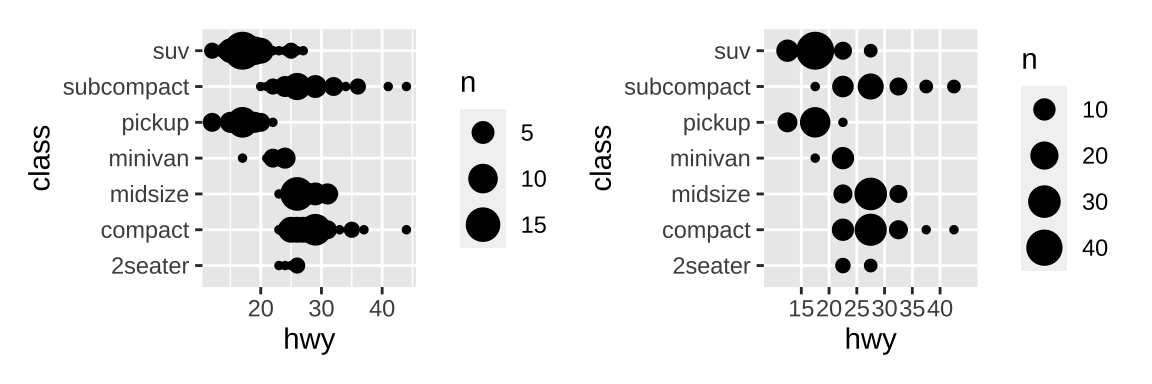 suv
subcompact
pickup
minivan
midsize
compact
2seater
class
20 30 40
hwy
n
5
10
15
suv
subcompact
pickup
minivan
midsize
compact
2seater
class
15 20 25 30 35 40
hwy
n
10
20
30
40